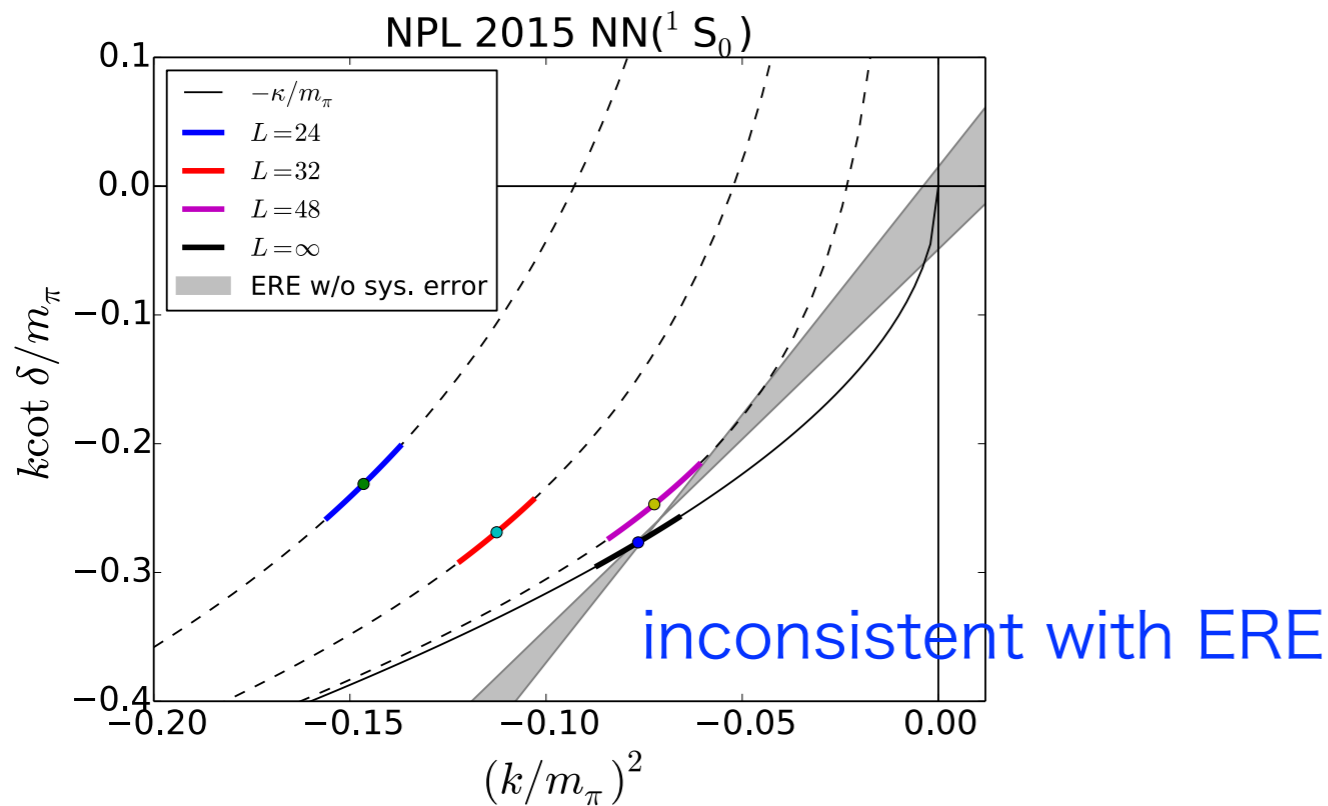 NPL 2015 NN(¹ S₀)
0.1
0.0
−0.1
−0.2
−0.3
−0.4
k cot δ/m_π
−κ/m_π
L=24
L=32
L=48
L=∞
ERE w/o sys. error
inconsistent with ERE
−0.20
−0.15
−0.10
−0.05
0.00
(k/m_π)²